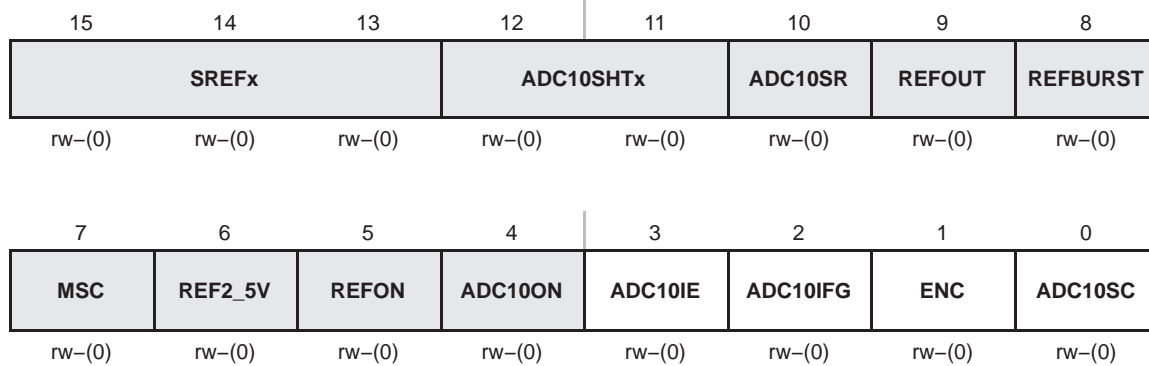 15 14 13 12 11 10 9 8
SREFx ADC10SHTx ADC10SR REFOUT REFBURST
rw−(0) rw−(0) rw−(0) rw−(0) rw−(0) rw−(0) rw−(0) rw−(0)
7 6 5 4 3 2 1 0
MSC REF2_5V REFON ADC10ON ADC10IE ADC10IFG ENC ADC10SC
rw−(0) rw−(0) rw−(0) rw−(0) rw−(0) rw−(0) rw−(0) rw−(0)